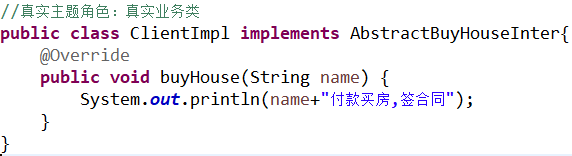 //真实主题角色：真实业务类
public class ClientImpl implements AbstractBuyHouseInter{
    @Override
    public void buyHouse(String name) {
        System.out.println(name+"付款买房,签合同");
    }
}